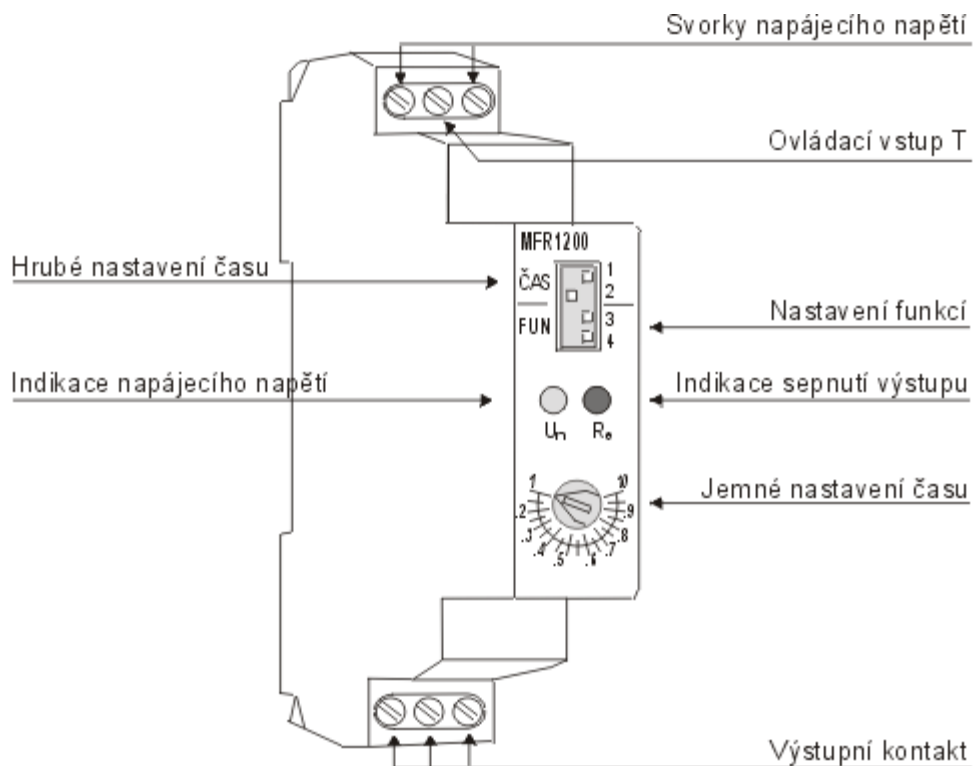 Svorky napájecího napětí
Ovládací vstup T
MFR1200
Hrubé nastavení času
ČAS
1
2
FUN
3
4
Nastavení funkcí
Indikace napájecího napětí
Indikace sepnutí výstupu
Un Re
Jemné nastavení času
1 10
.2 .9
.3 .8
.4 .7
.5 .6
Výstupní kontakt